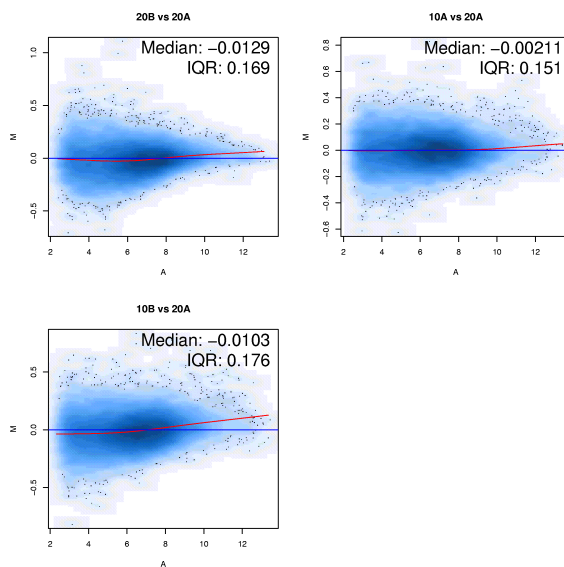 20B vs 20A
Median: −0.0129
IQR: 0.169
M
1.0
0.5
0.0
−0.5
2 4 6 8 10 12
A
10A vs 20A
Median: −0.00211
IQR: 0.151
M
0.8
0.6
0.4
0.2
0.0
−0.2
−0.4
−0.6
2 4 6 8 10 12
A
10B vs 20A
Median: −0.0103
IQR: 0.176
M
0.5
0.0
−0.5
2 4 6 8 10 12
A